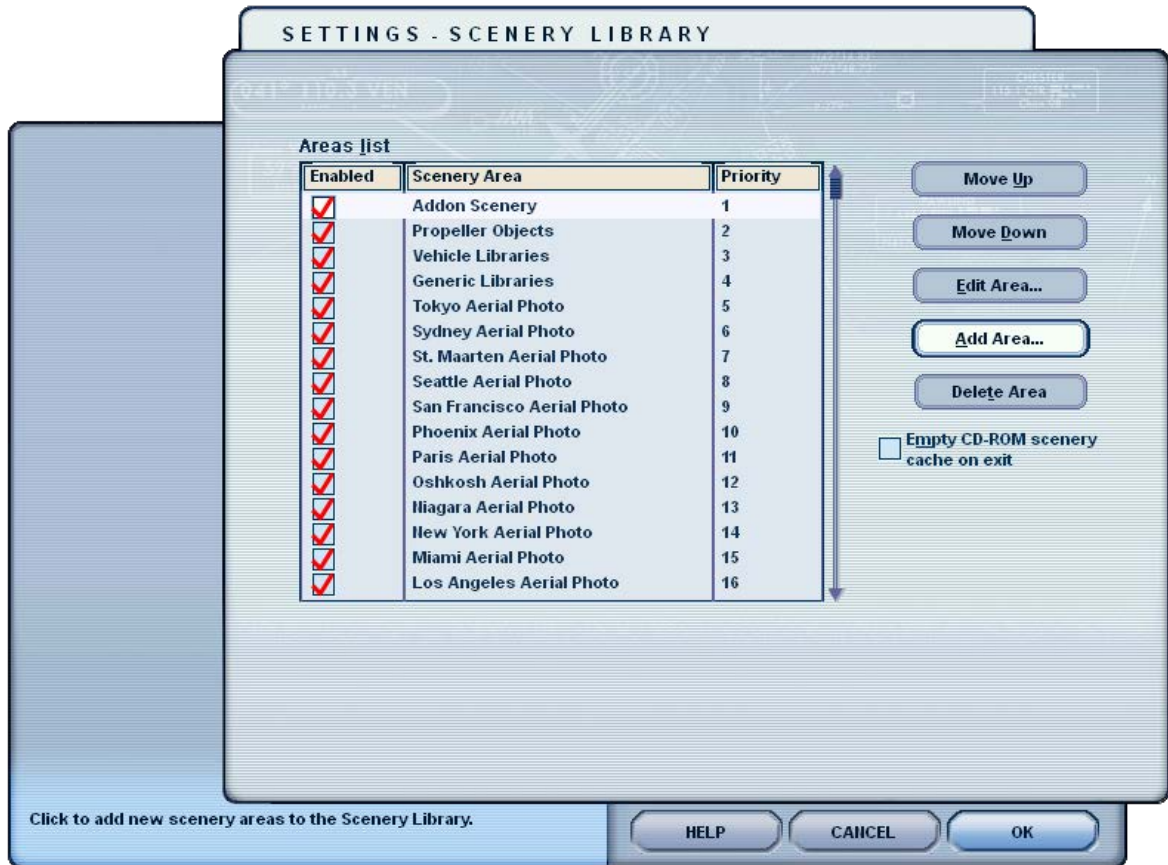 SETTINGS - SCENERY LIBRARY
041° 110.3 VEN
CHESTER
Areas list
Enabled Scenery Area Priority
Addon Scenery 1
Propeller Objects 2
Vehicle Libraries 3
Generic Libraries 4
Tokyo Aerial Photo 5
Sydney Aerial Photo 6
St. Maarten Aerial Photo 7
Seattle Aerial Photo 8
San Francisco Aerial Photo 9
Phoenix Aerial Photo 10
Paris Aerial Photo 11
Oshkosh Aerial Photo 12
Niagara Aerial Photo 13
New York Aerial Photo 14
Miami Aerial Photo 15
Los Angeles Aerial Photo 16
Move Up
Move Down
Edit Area...
Add Area...
Delete Area
Empty CD-ROM scenery
cache on exit
Click to add new scenery areas to the Scenery Library.
HELP CANCEL OK